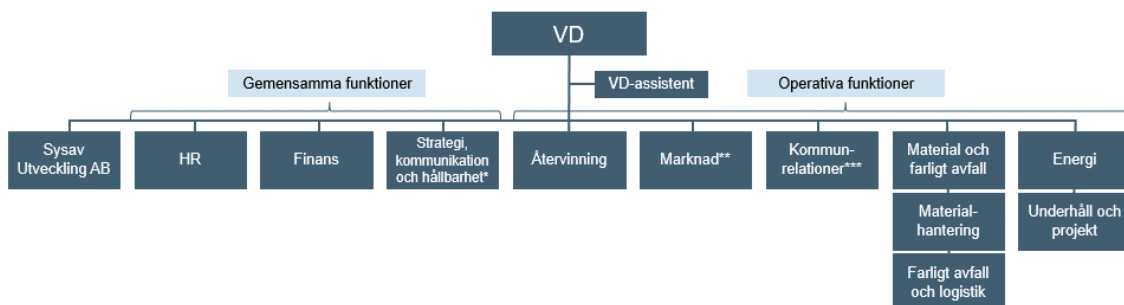 VD
VD-assistent
Gemensamma funktioner
Operativa funktioner
Sysav
Utveckling AB
HR
Finans
Strategi,
kommunikation
och hållbarhet*
Återvinning
Marknad**
Kommun-
relationer***
Material och
farligt avfall
Energi
Material-
hantering
Underhåll och
projekt
Farligt avfall
och logistik